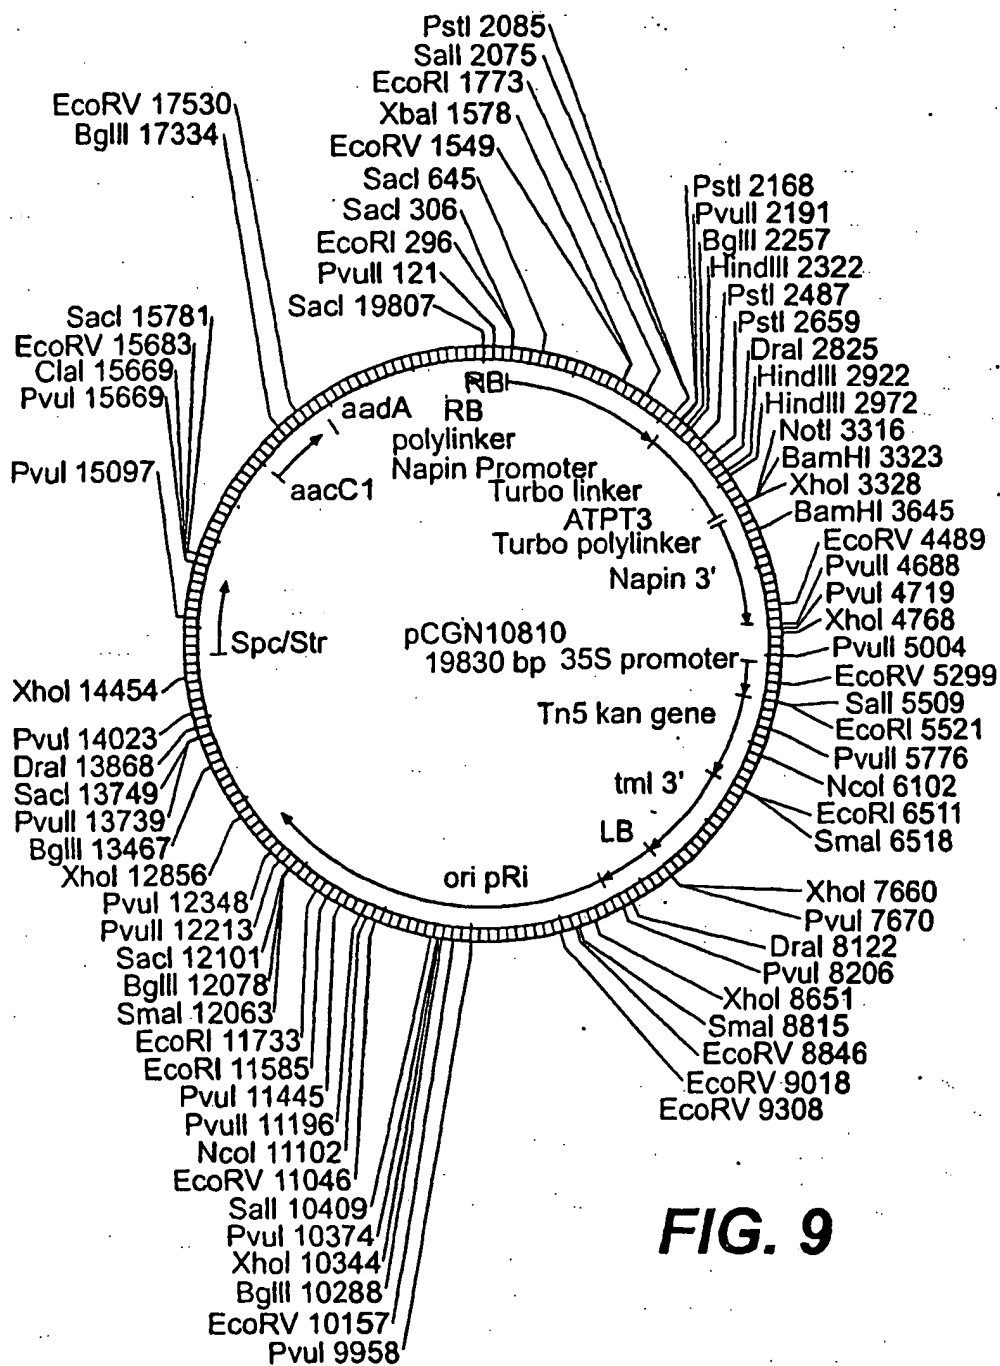 PstI 2085
SalI 2075
EcoRI 1773
XbaI 1578
EcoRV 1549
SacI 645
SacI 306
EcoRI 296
PvuII 121
SacI 19807
EcoRV 17530
BglII 17334
SacI 15781
EcoRV 15683
ClaI 15669
PvuI 15669
PvuI 15097
XhoI 14454
PvuI 14023
DraI 13868
SacI 13749
PvuII 13739
BglII 13467
XhoI 12856
PvuI 12348
PvuII 12213
SacI 12101
BglII 12078
SmaI 12063
EcoRI 11733
EcoRI 11585
PvuI 11445
PvuII 11196
NcoI 11102
EcoRV 11046
SalI 10409
PvuI 10374
XhoI 10344
BglII 10288
EcoRV 10157
PvuI 9958
PstI 2168
PvuII 2191
BglII 2257
HindIII 2322
PstI 2487
PstI 2659
DraI 2825
HindIII 2922
HindIII 2972
NotI 3316
BamHI 3323
XhoI 3328
BamHI 3645
EcoRV 4489
PvuII 4688
PvuI 4719
XhoI 4768
PvuII 5004
EcoRV 5299
SalI 5509
EcoRI 5521
PvuII 5776
NcoI 6102
EcoRI 6511
SmaI 6518
XhoI 7660
PvuI 7670
DraI 8122
PvuI 8206
XhoI 8651
SmaI 8815
EcoRV 8846
EcoRV 9018
EcoRV 9308
RB
aadA
RB
polylinker
Napin Promoter
aacC1
Turbo linker
ATPT3
Turbo polylinker
Napin 3'
Spc/Str
pCGN10810
19830 bp
35S promoter
Tn5 kan gene
tml 3'
LB
ori pRi
FIG. 9